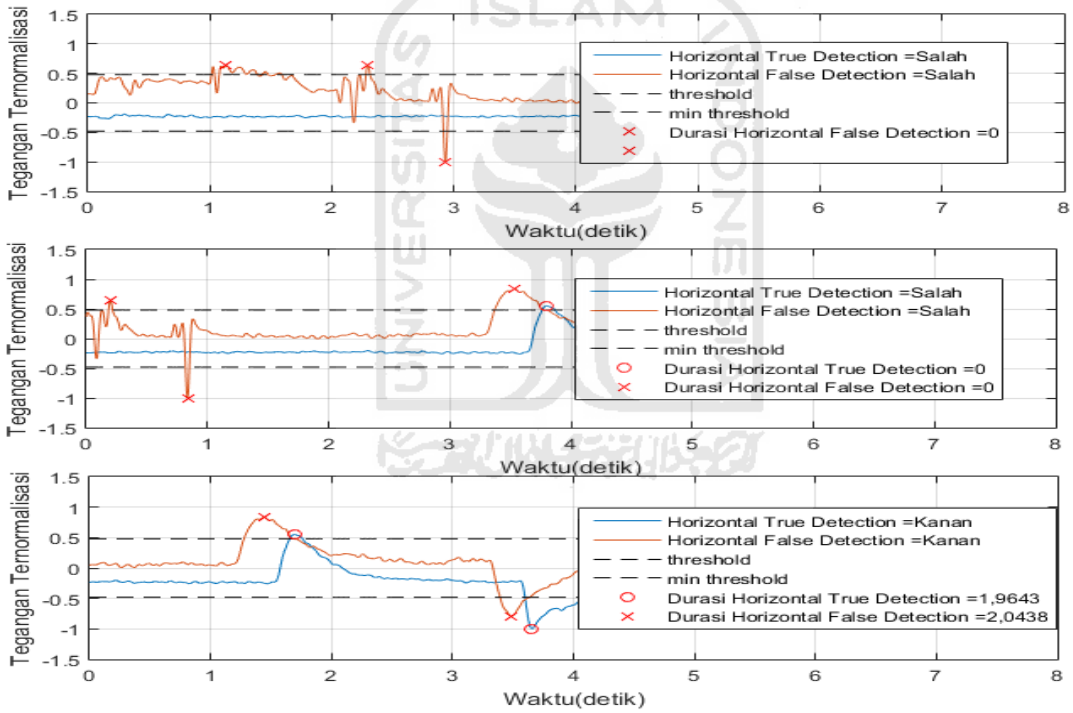 ISLAM
UNIVERSITAS
INDONESIA
1.5
1
0.5
0
-0.5
-1
-1.5
Tegangan Ternormalisasi
Horizontal True Detection =Salah
Horizontal False Detection =Salah
threshold
min threshold
Durasi Horizontal False Detection =0
0 1 2 3 4 5 6 7 8
Waktu(detik)
1.5
1
0.5
0
-0.5
-1
-1.5
Tegangan Ternormalisasi
Horizontal True Detection =Salah
Horizontal False Detection =Salah
threshold
min threshold
Durasi Horizontal True Detection =0
Durasi Horizontal False Detection =0
0 1 2 3 4 5 6 7 8
Waktu(detik)
1.5
1
0.5
0
-0.5
-1
-1.5
Tegangan Ternormalisasi
Horizontal True Detection =Kanan
Horizontal False Detection =Kanan
threshold
min threshold
Durasi Horizontal True Detection =1,9643
Durasi Horizontal False Detection =2,0438
0 1 2 3 4 5 6 7 8
Waktu(detik)